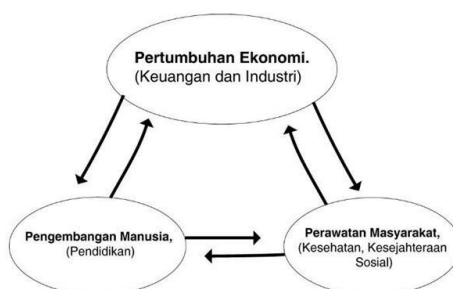 Pertumbuhan Ekonomi.
(Keuangan dan Industri)
Pengembangan Manusia,
(Pendidikan)
Perawatan Masyarakat,
(Kesehatan, Kesejahteraan
Sosial)